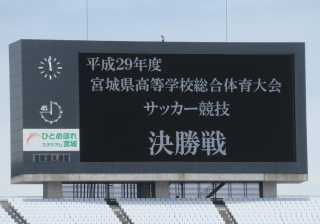 平成29年度
宮城県高等学校総合体育大会
サッカー競技
決勝戦
45
ひとめぼれ
スタジアム宮城